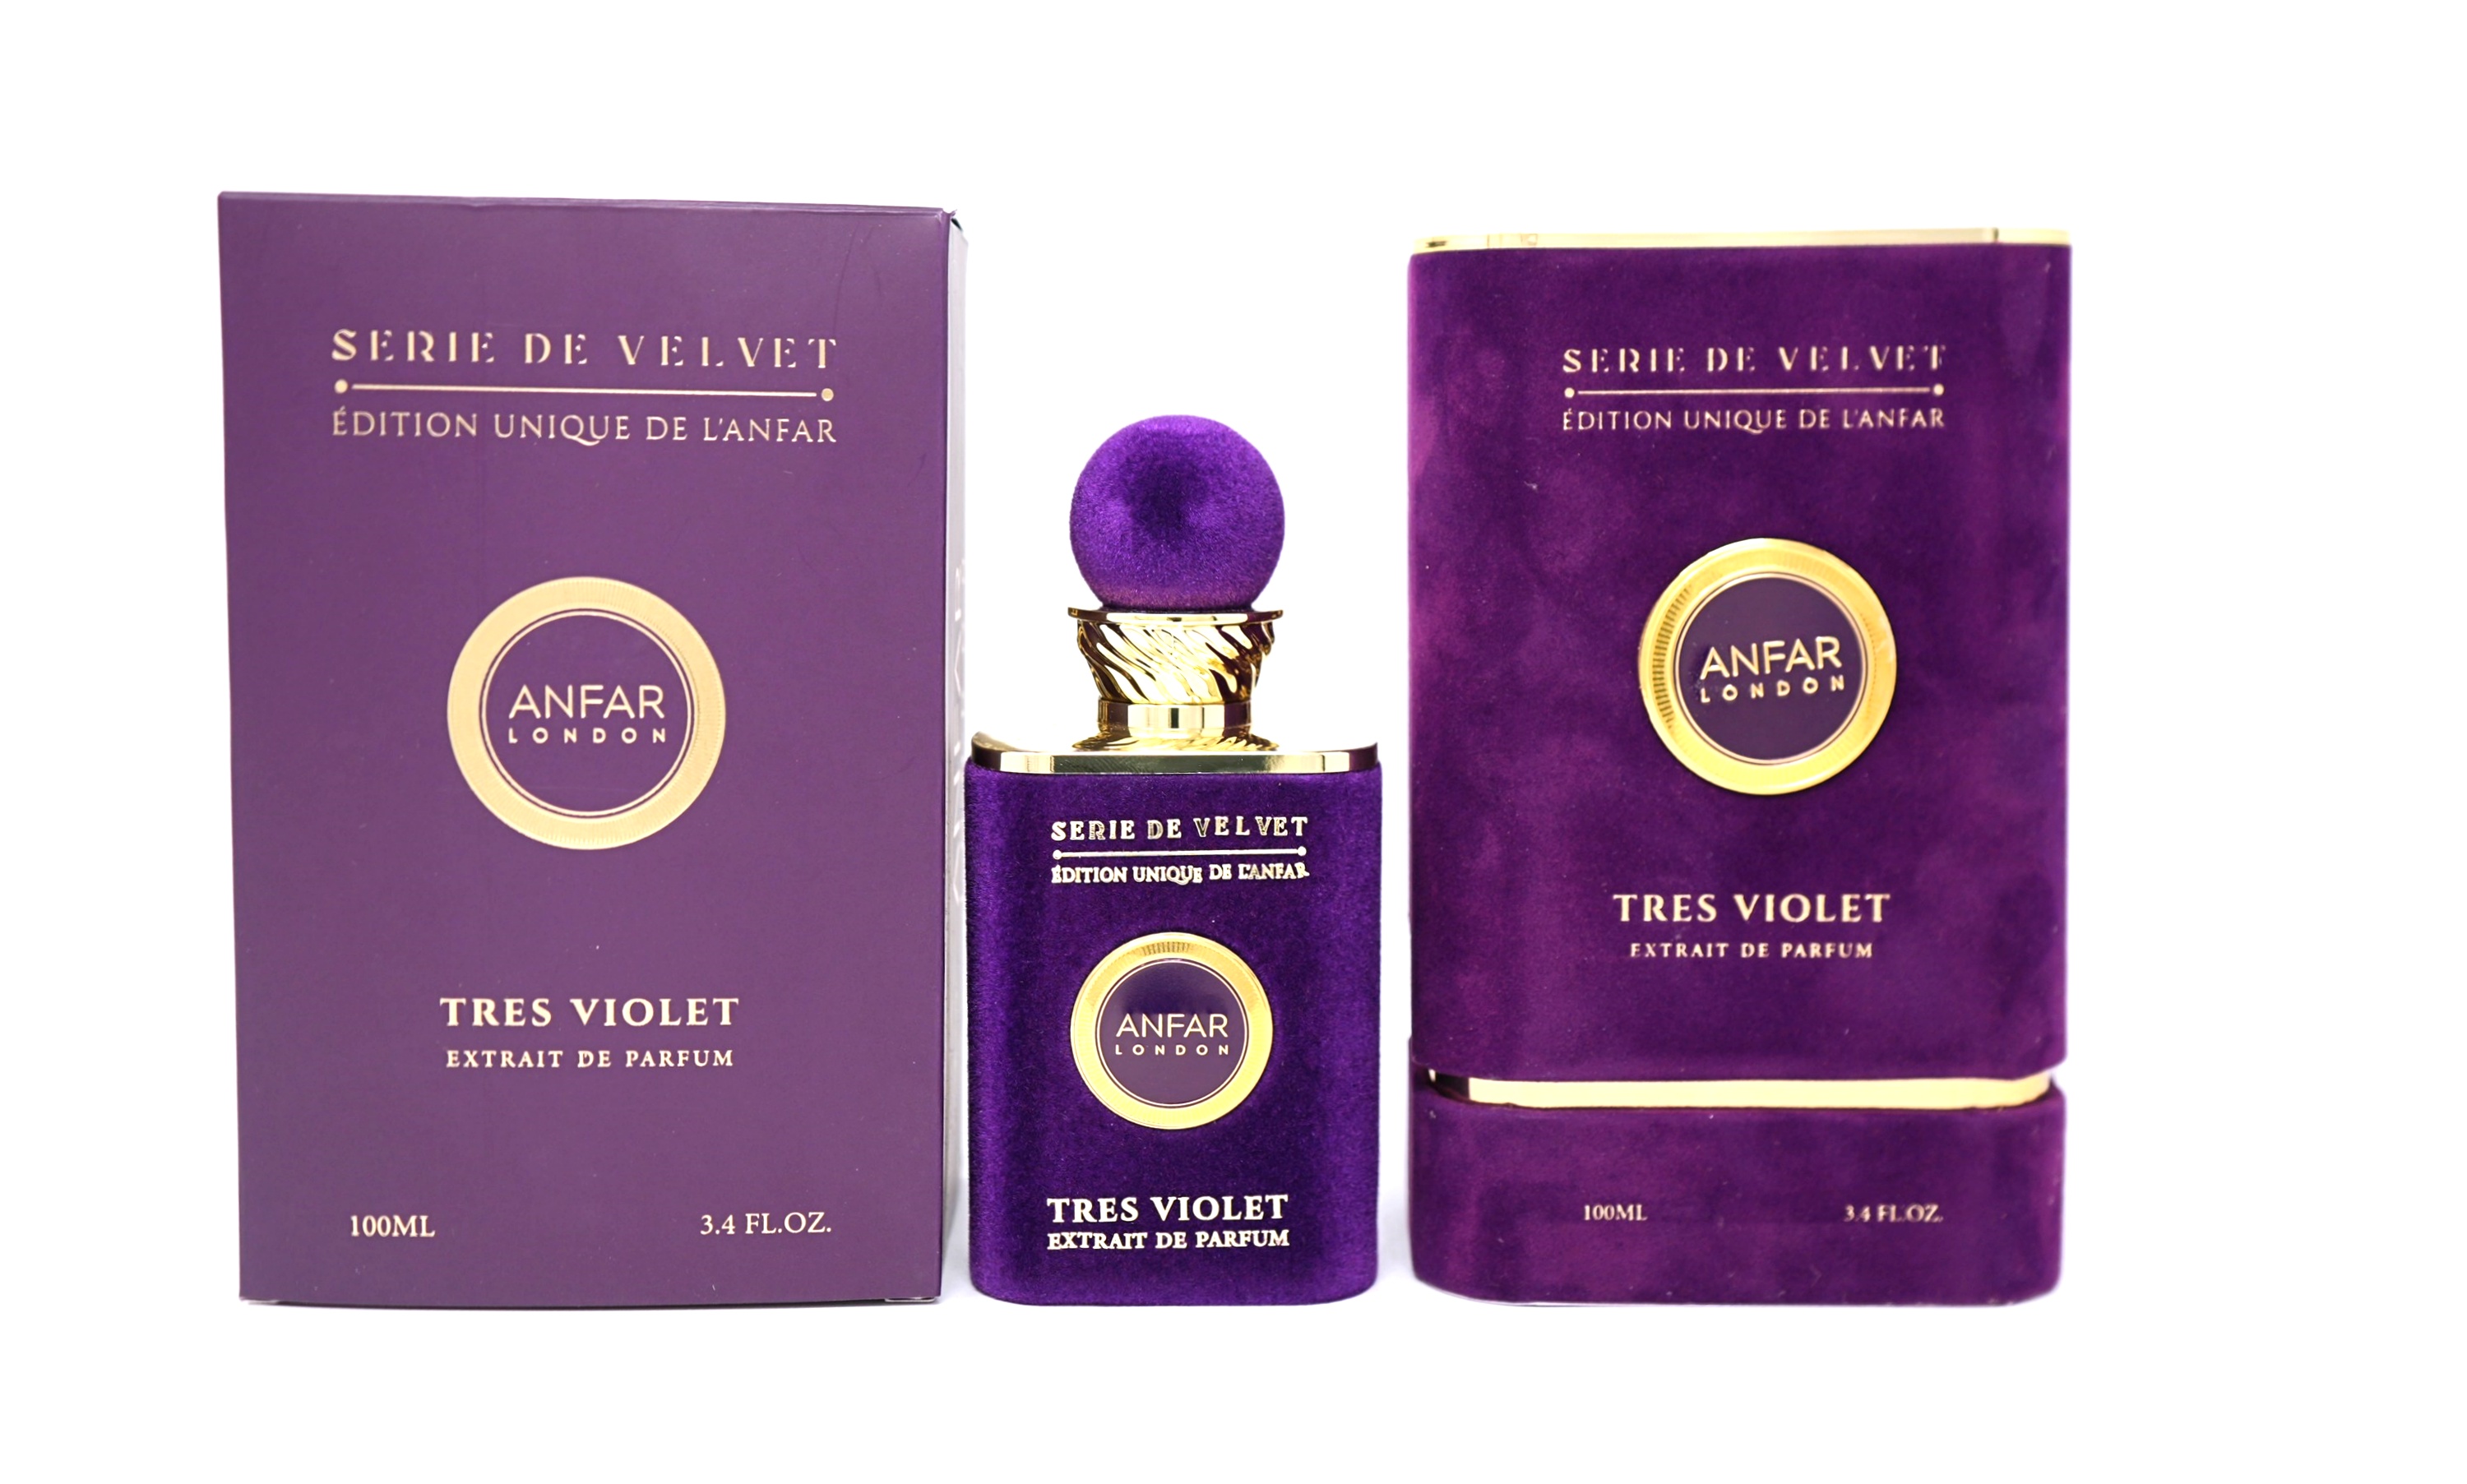 SERIE DE VELVET
ÉDITION UNIQUE DE L'ANFAR
ANFAR
LONDON
TRES VIOLET
EXTRAIT DE PARFUM
100ML 3.4 FL.OZ.
SERIE DE VELVET
ÉDITION UNIQUE DE L'ANFAR
ANFAR
LONDON
TRES VIOLET
EXTRAIT DE PARFUM
SERIE DE VELVET
ÉDITION UNIQUE DE L'ANFAR
ANFAR
LONDON
TRES VIOLET
EXTRAIT DE PARFUM
100ML 3.4 FL.OZ.